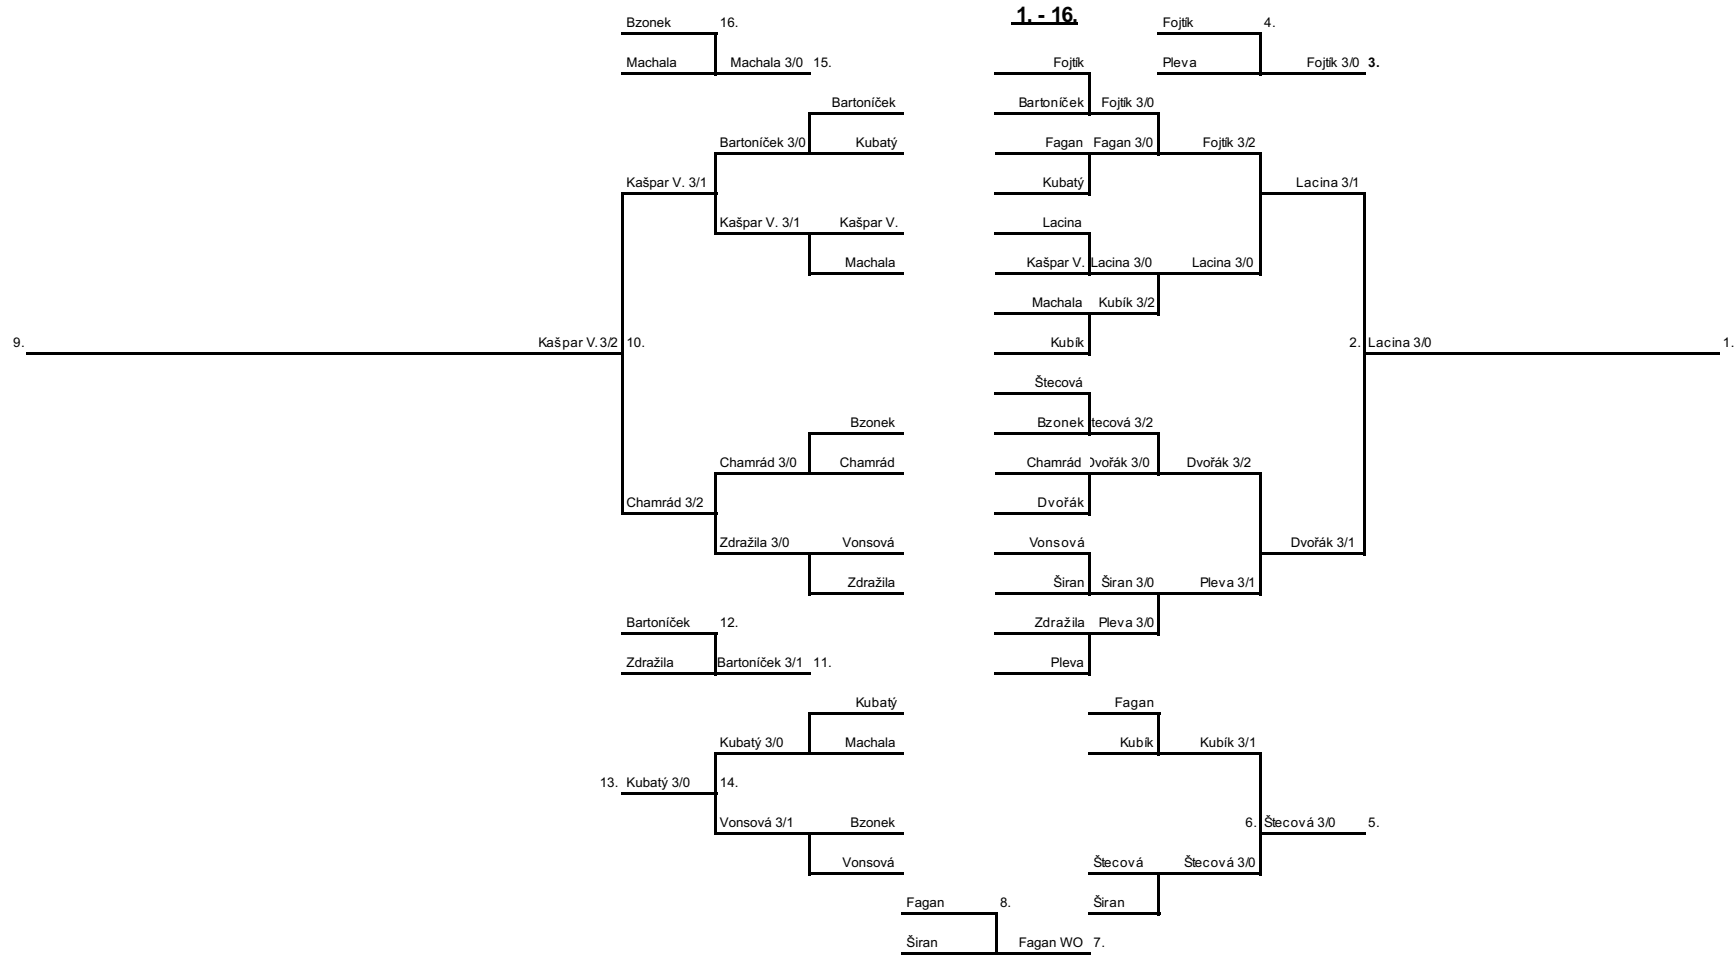 1. - 16.
Bzonek 16. Fojtík 4.
Machala Machala 3/0 15. Fojtík Pleva Fojtík 3/0 3.
Bartoníček Bartoníček Fojtík 3/0
Bartoníček 3/0 Kubatý Fagan Fagan 3/0 Fojtík 3/2
Kašpar V. 3/1 Kubatý Lacina 3/1
Kašpar V. 3/1 Kašpar V. Lacina
Machala Kašpar V. Lacina 3/0 Lacina 3/0
Machala Kubík 3/2
9. Kašpar V. 3/2 10. Kubík 2. Lacina 3/0 1.
Štecová
Bzonek Bzonek tecová 3/2
Chamrád 3/0 Chamrád Chamrád Dvořák 3/0 Dvořák 3/2
Chamrád 3/2 Dvořák
Zdražila 3/0 Vonsová Vonsová Dvořák 3/1
Zdražila Širan Širan 3/0 Pleva 3/1
Bartoníček 12. Zdražila Pleva 3/0
Zdražila Bartoníček 3/1 11. Pleva
Kubatý Fagan
Kubatý 3/0 Machala Kubík Kubík 3/1
13. Kubatý 3/0 14.
Vonsová 3/1 Bzonek 6. Štecová 3/0 5.
Vonsová Štecová Štecová 3/0
Fagan 8. Širan
Širan Fagan WO 7.